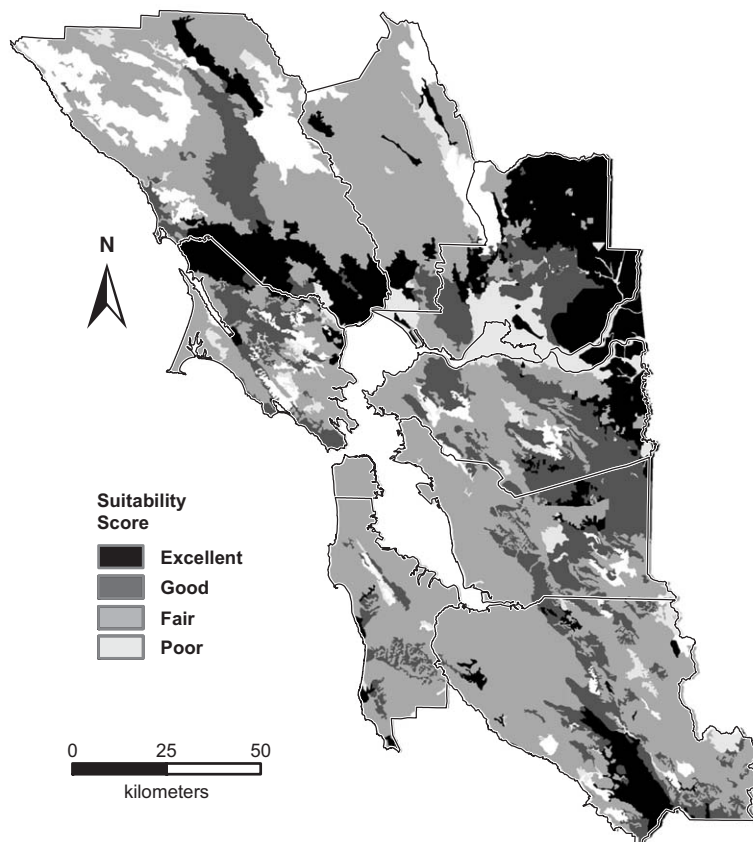 N
Suitability
Score
Excellent
Good
Fair
Poor
0 25 50
kilometers